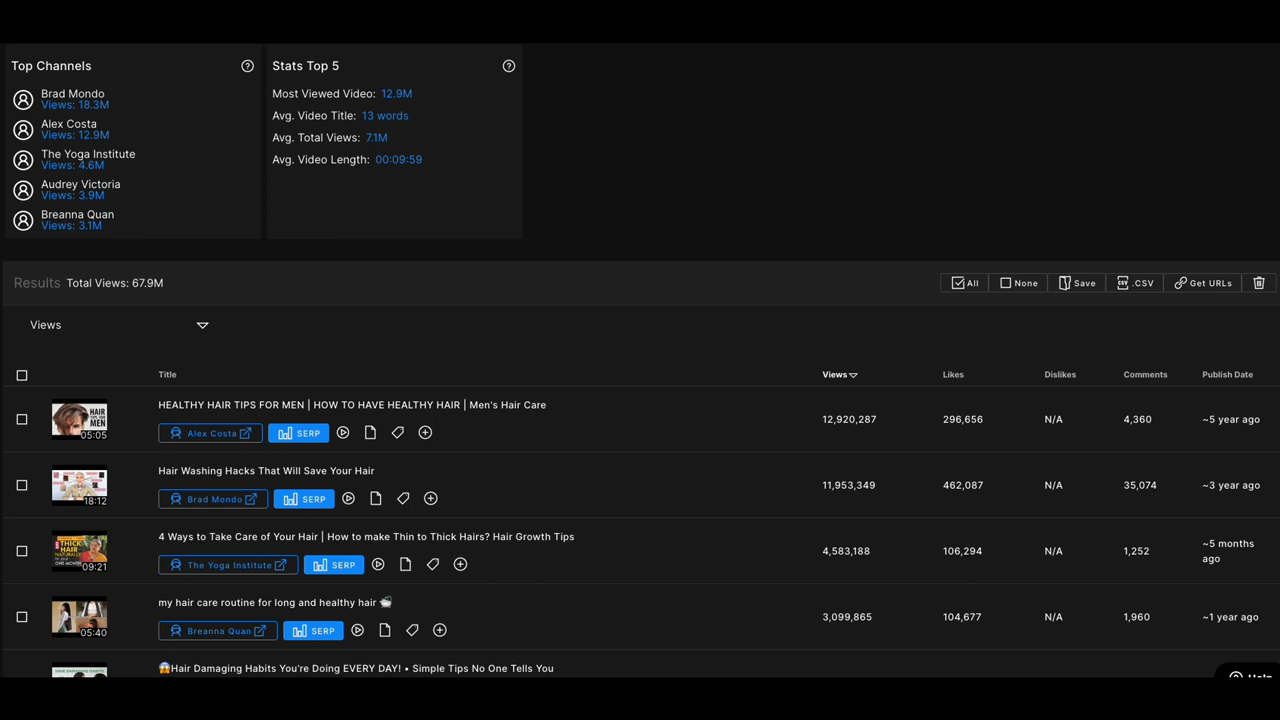 Top Channels
Brad Mondo
Views: 18.3M
Alex Costa
Views: 12.9M
The Yoga Institute
Views: 4.6M
Audrey Victoria
Views: 3.9M
Breanna Quan
Views: 3.1M
Stats Top 5
Most Viewed Video: 12.9M
Avg. Video Title: 13 words
Avg. Total Views: 7.1M
Avg. Video Length: 00:09:59
Results Total Views: 67.9M
All None Save CSV .CSV Get URLs
Views
Title Views Likes Dislikes Comments Publish Date
HAIR TIPS FOR MEN
05:05
HEALTHY HAIR TIPS FOR MEN | HOW TO HAVE HEALTHY HAIR | Men's Hair Care
Alex Costa SERP
12,920,287 296,656 N/A 4,360 ~5 year ago
18:12
Hair Washing Hacks That Will Save Your Hair
Brad Mondo SERP
11,953,349 462,087 N/A 35,074 ~3 year ago
THICK HAIR
09:21
4 Ways to Take Care of Your Hair | How to make Thin to Thick Hairs? Hair Growth Tips
The Yoga Institute SERP
4,583,188 106,294 N/A 1,252 ~5 months ago
05:40
my hair care routine for long and healthy hair 🛀
Breanna Quan SERP
3,099,865 104,677 N/A 1,960 ~1 year ago
😱Hair Damaging Habits You're Doing EVERY DAY! • Simple Tips No One Tells You
Help